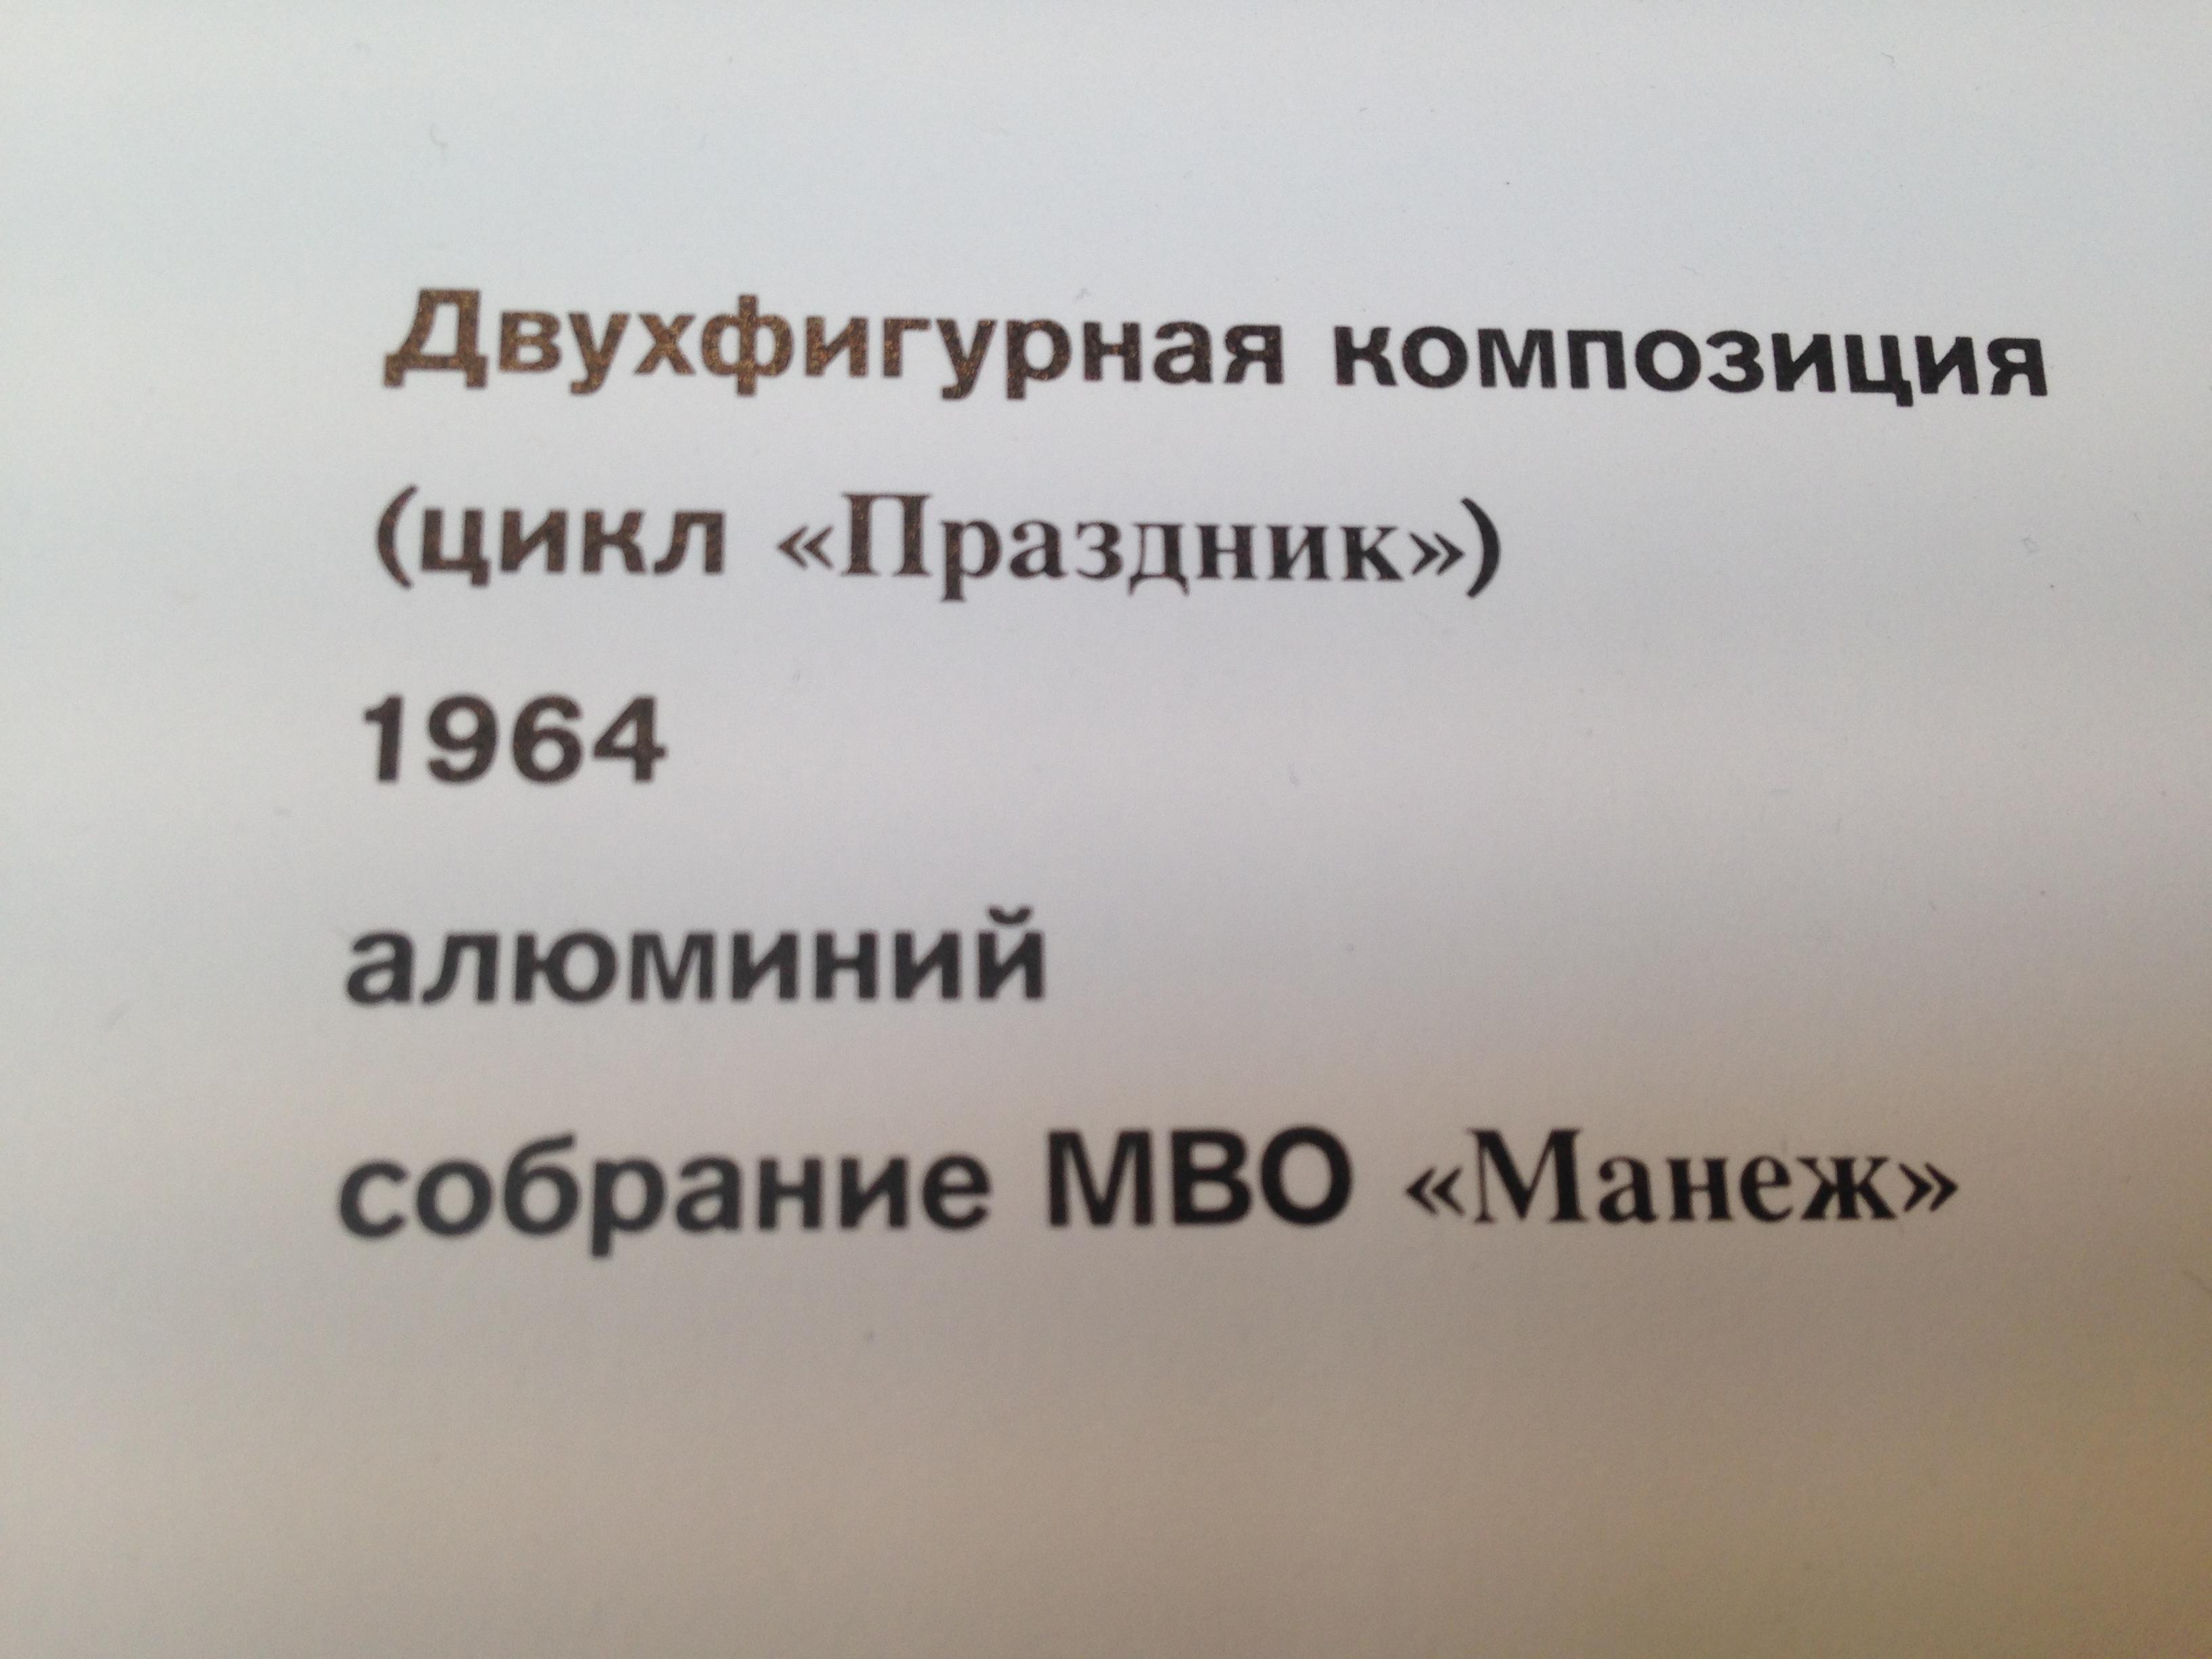 Двухфигурная композиция
(цикл «Праздник»)
1964
алюминий
собрание МВО «Манеж»